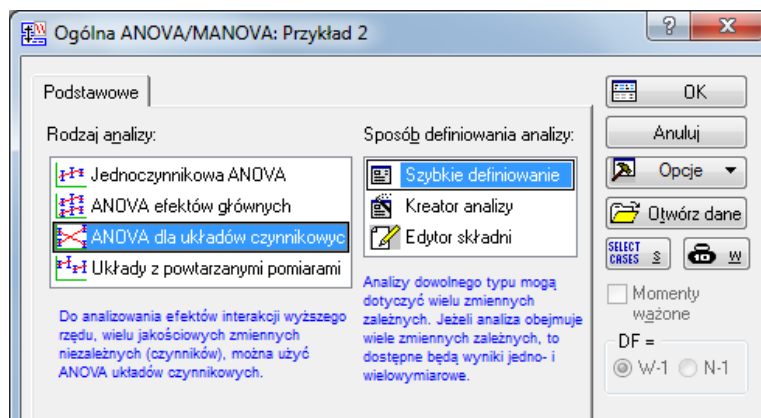 Ogólna ANOVA/MANOVA: Przykład 2
Podstawowe
Rodzaj analizy:
Jednoczynnikowa ANOVA
ANOVA efektów głównych
ANOVA dla układów czynnikowyc
Układy z powtarzanymi pomiarami
Do analizowania efektów interakcji wyższego
rzędu, wielu jakościowych zmiennych
niezależnych (czynników), można użyć
ANOVA układów czynnikowych.
Sposób definiowania analizy:
Szybkie definiowanie
Kreator analizy
Edytor składni
Analizy dowolnego typu mogą
dotyczyć wielu zmiennych
zależnych. Jeżeli analiza obejmuje
wiele zmiennych zależnych, to
dostępne będą wyniki jedno- i
wielowymiarowe.
OK
Anuluj
Opcje
Otwórz dane
SELECT
CASES S
W
Momenty
ważone
DF =
W-1 N-1